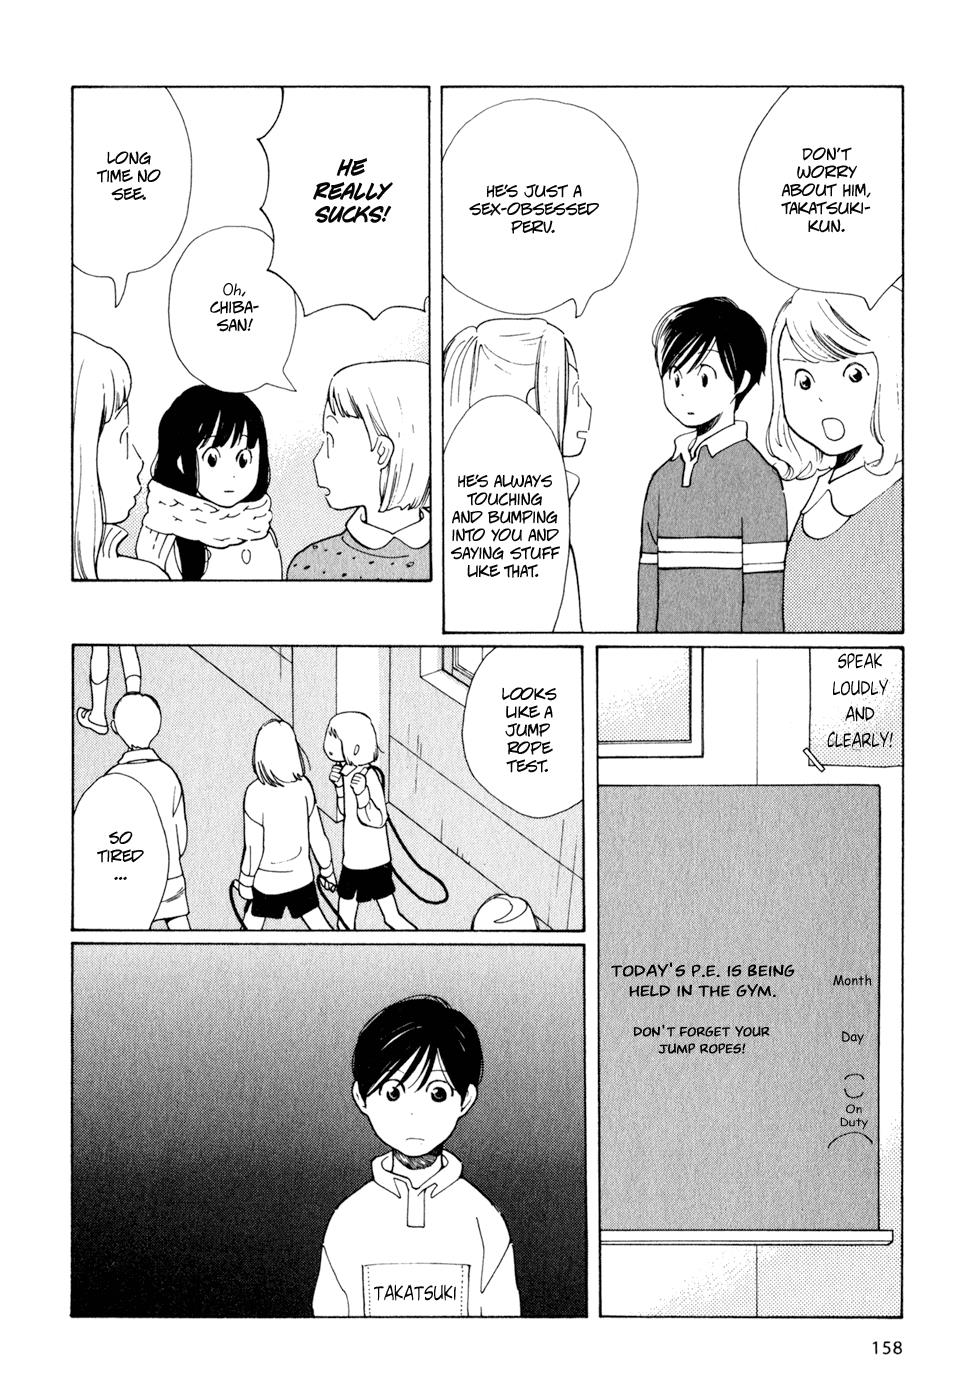 DON'T
WORRY
ABOUT HIM,
TAKATSUKI-
KUN.
HE'S JUST A
SEX-OBSESSED
PERV.
HE'S ALWAYS
TOUCHING
AND BUMPING
INTO YOU AND
SAYING STUFF
LIKE THAT.
HE
REALLY
SUCKS!
Oh,
CHIBA-
SAN!
LONG
TIME NO
SEE.
SPEAK
LOUDLY
AND
CLEARLY!
TODAY'S P.E. IS BEING
HELD IN THE GYM.
DON'T FORGET YOUR
JUMP ROPES!
Month
Day
On
Duty
LOOKS
LIKE A
JUMP
ROPE
TEST.
SO
TIRED
...
TAKATSUKI
158